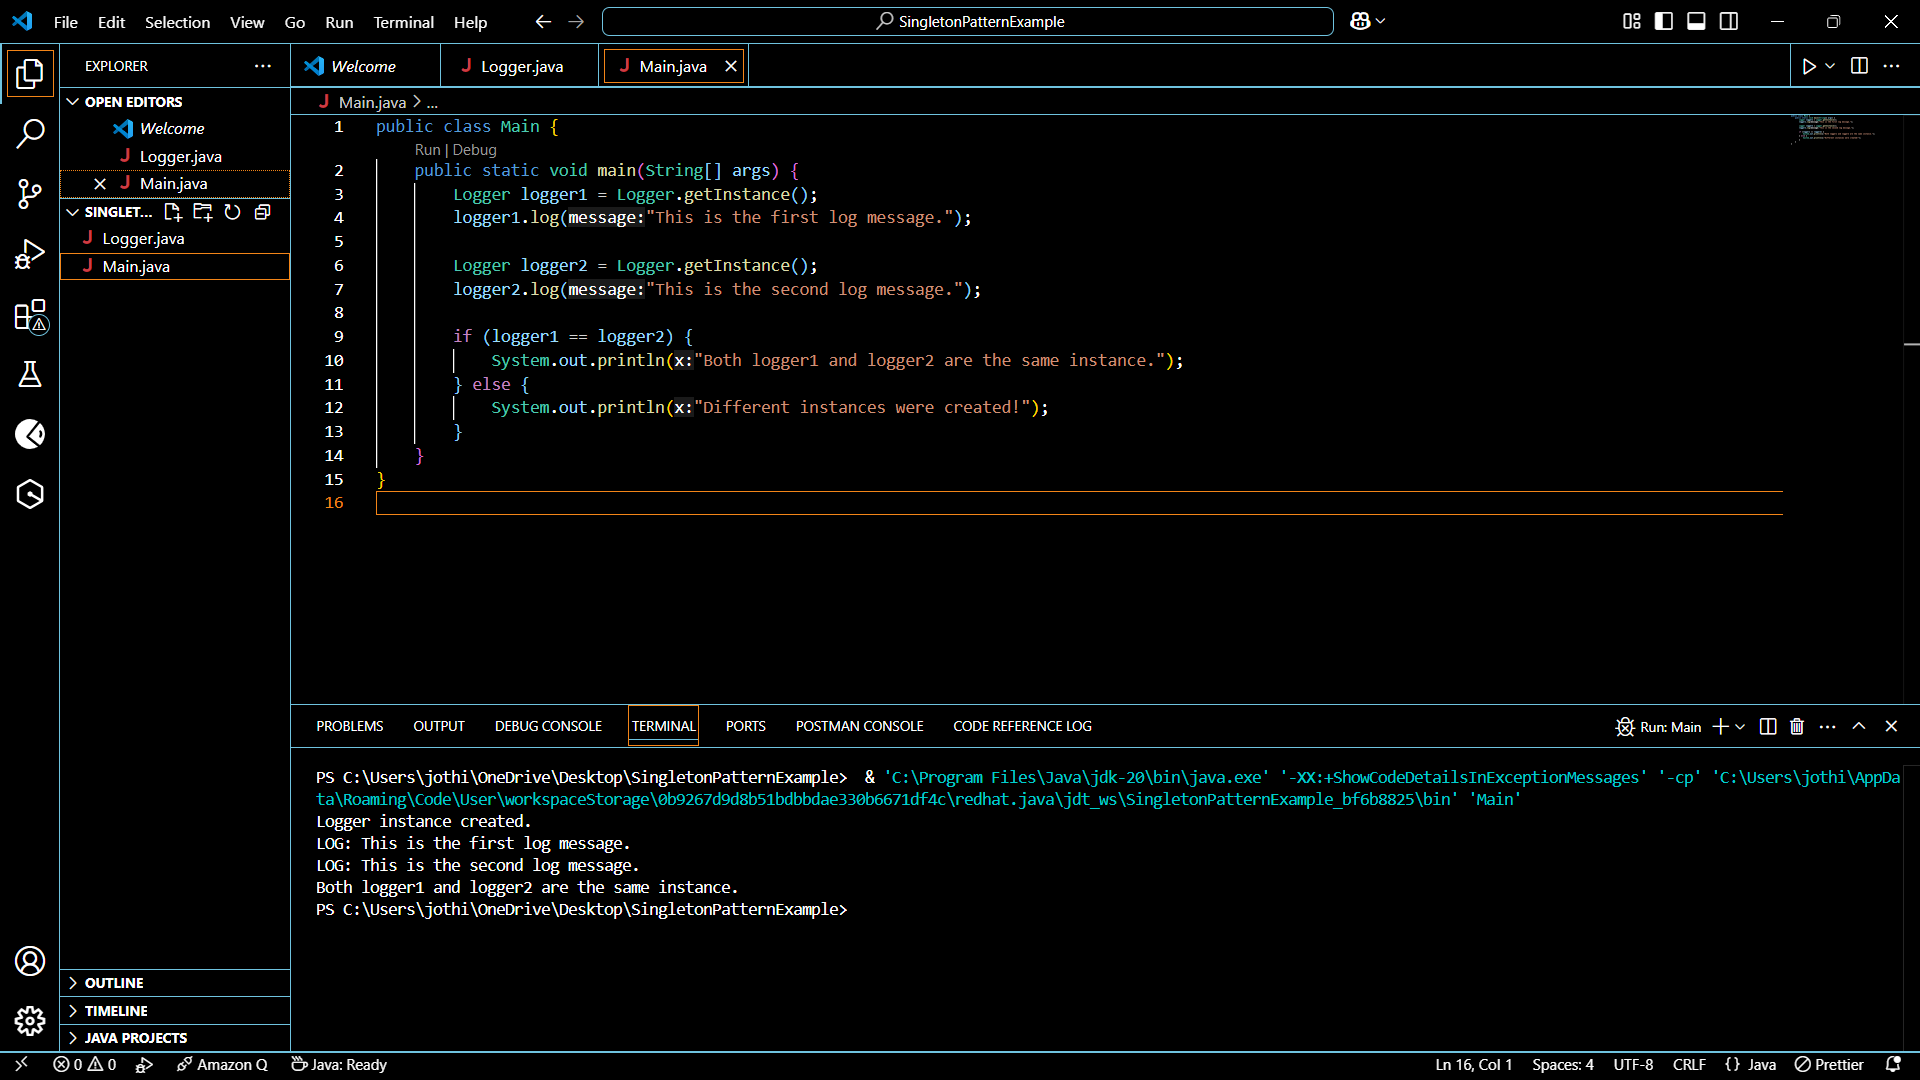 File Edit Selection View Go Run Terminal Help
SingletonPatternExample
EXPLORER
OPEN EDITORS
Welcome
Logger.java
Main.java
SINGLET...
Logger.java
Main.java
OUTLINE
TIMELINE
JAVA PROJECTS
Welcome Logger.java Main.java
Main.java > ...
1 public class Main {
Run | Debug
2 public static void main(String[] args) {
3 Logger logger1 = Logger.getInstance();
4 logger1.log(message:"This is the first log message.");
5
6 Logger logger2 = Logger.getInstance();
7 logger2.log(message:"This is the second log message.");
8
9 if (logger1 == logger2) {
10 System.out.println(x:"Both logger1 and logger2 are the same instance.");
11 } else {
12 System.out.println(x:"Different instances were created!");
13 }
14 }
15 }
16
PROBLEMS OUTPUT DEBUG CONSOLE TERMINAL PORTS POSTMAN CONSOLE CODE REFERENCE LOG
Run: Main
PS C:\Users\jothi\OneDrive\Desktop\SingletonPatternExample> & 'C:\Program Files\Java\jdk-20\bin\java.exe' '-XX:+ShowCodeDetailsInExceptionMessages' '-cp' 'C:\Users\jothi\AppDa
ta\Roaming\Code\User\workspaceStorage\0b9267d9d8b51bdbbdae330b6671df4c\redhat.java\jdt_ws\SingletonPatternExample_bf6b8825\bin' 'Main'
Logger instance created.
LOG: This is the first log message.
LOG: This is the second log message.
Both logger1 and logger2 are the same instance.
PS C:\Users\jothi\OneDrive\Desktop\SingletonPatternExample>
0 0 Amazon Q Java: Ready
Ln 16, Col 1 Spaces: 4 UTF-8 CRLF {} Java Prettier